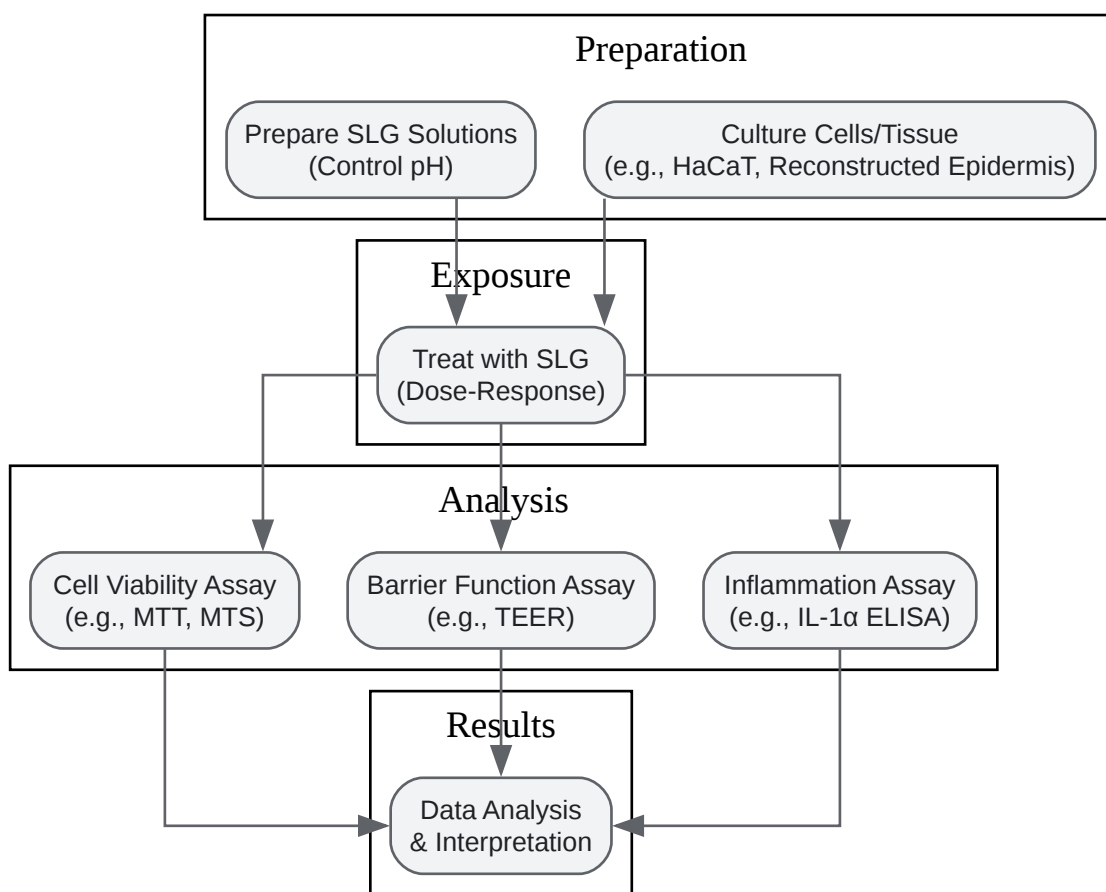 Preparation
Prepare SLG Solutions
(Control pH)
Culture Cells/Tissue
(e.g., HaCaT, Reconstructed Epidermis)
Exposure
Treat with SLG
(Dose-Response)
Analysis
Cell Viability Assay
(e.g., MTT, MTS)
Barrier Function Assay
(e.g., TEER)
Inflammation Assay
(e.g., IL-1α ELISA)
Results
Data Analysis
& Interpretation